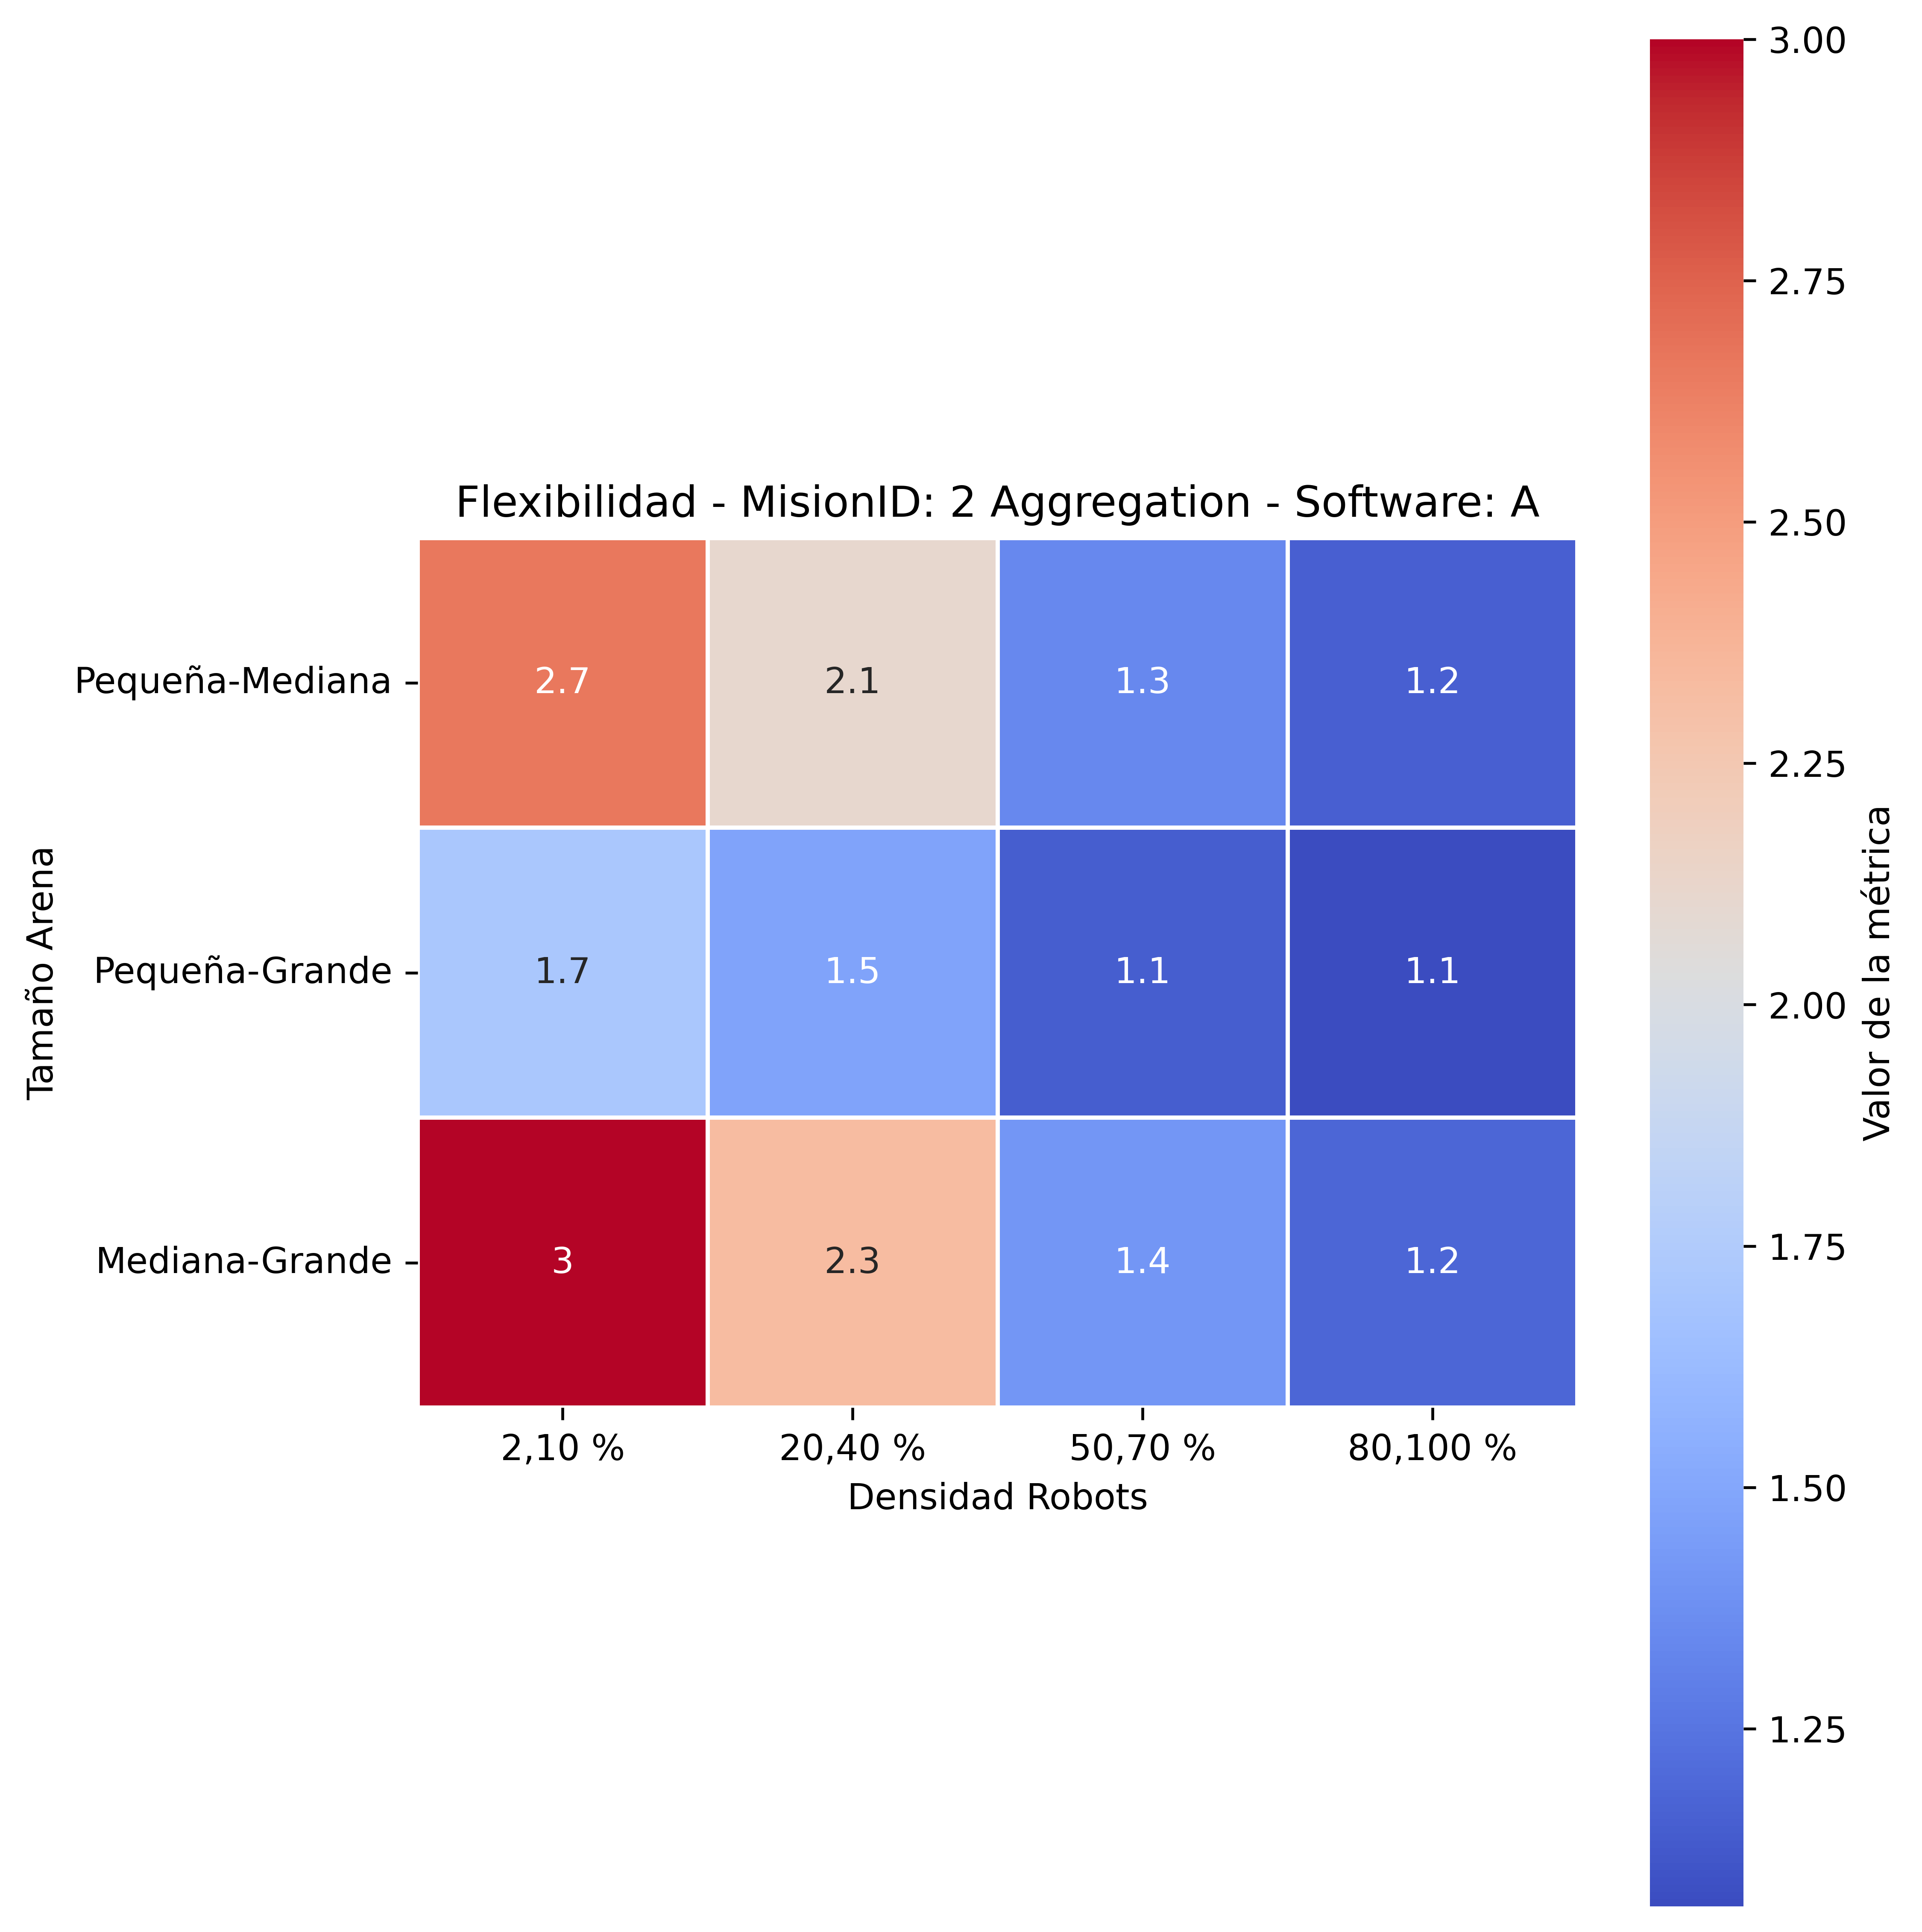 Flexibilidad - MisionID: 2 Aggregation - Software: A
Tamaño Arena
Pequeña-Mediana
2.7 2.1 1.3 1.2
Pequeña-Grande
1.7 1.5 1.1 1.1
Mediana-Grande
3 2.3 1.4 1.2
2,10 % 20,40 % 50,70 % 80,100 %
Densidad Robots
3.00
2.75
2.50
2.25
2.00
1.75
1.50
1.25
Valor de la métrica